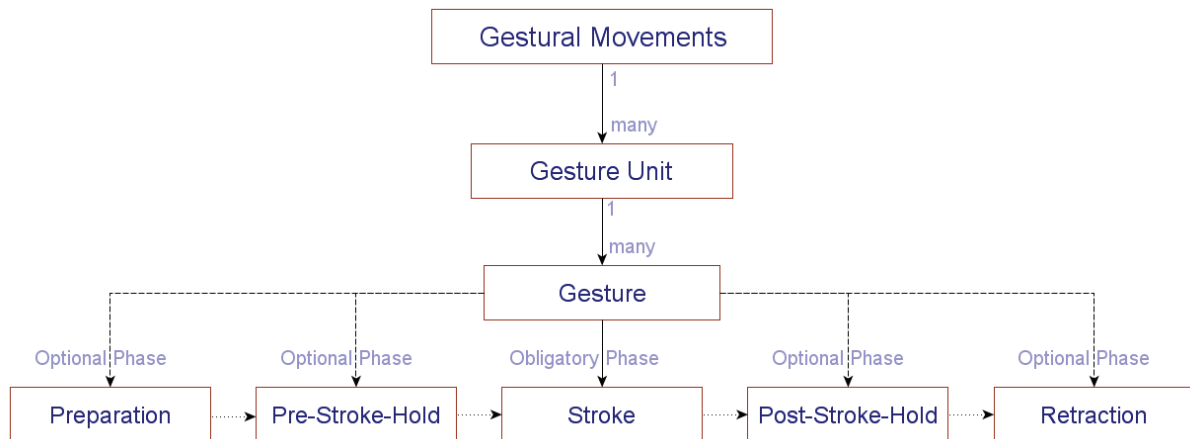 Gestural Movements
1
many
Gesture Unit
1
many
Gesture
Optional Phase
Optional Phase
Obligatory Phase
Optional Phase
Optional Phase
Preparation
Pre-Stroke-Hold
Stroke
Post-Stroke-Hold
Retraction